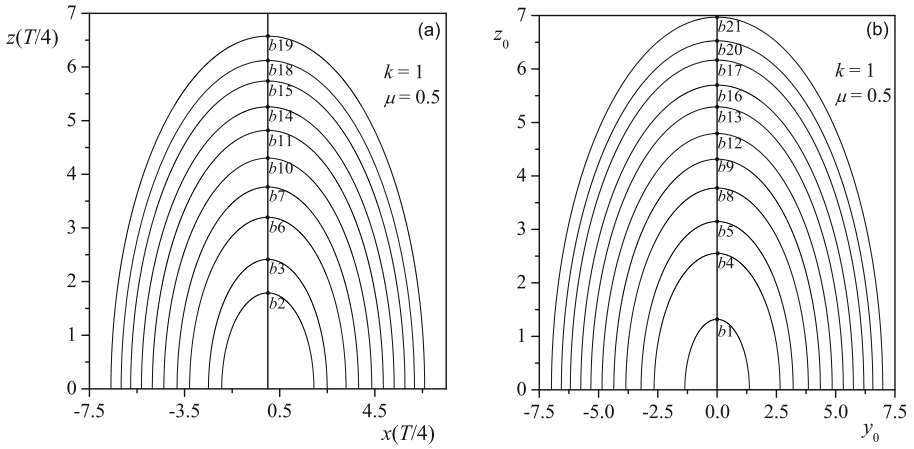 (a)
z(T/4)
7
6
5
4
3
2
1
0
b19
b18
b15
b14
b11
b10
b7
b6
b3
b2
k = 1
μ = 0.5
-7.5 -3.5 0.5 4.5
x(T/4)
(b)
z₀
7
6
5
4
3
2
1
0
b21
b20
b17
b16
b13
b12
b9
b8
b5
b4
b1
k = 1
μ = 0.5
-7.5 -5.0 -2.5 0.0 2.5 5.0 7.5
y₀